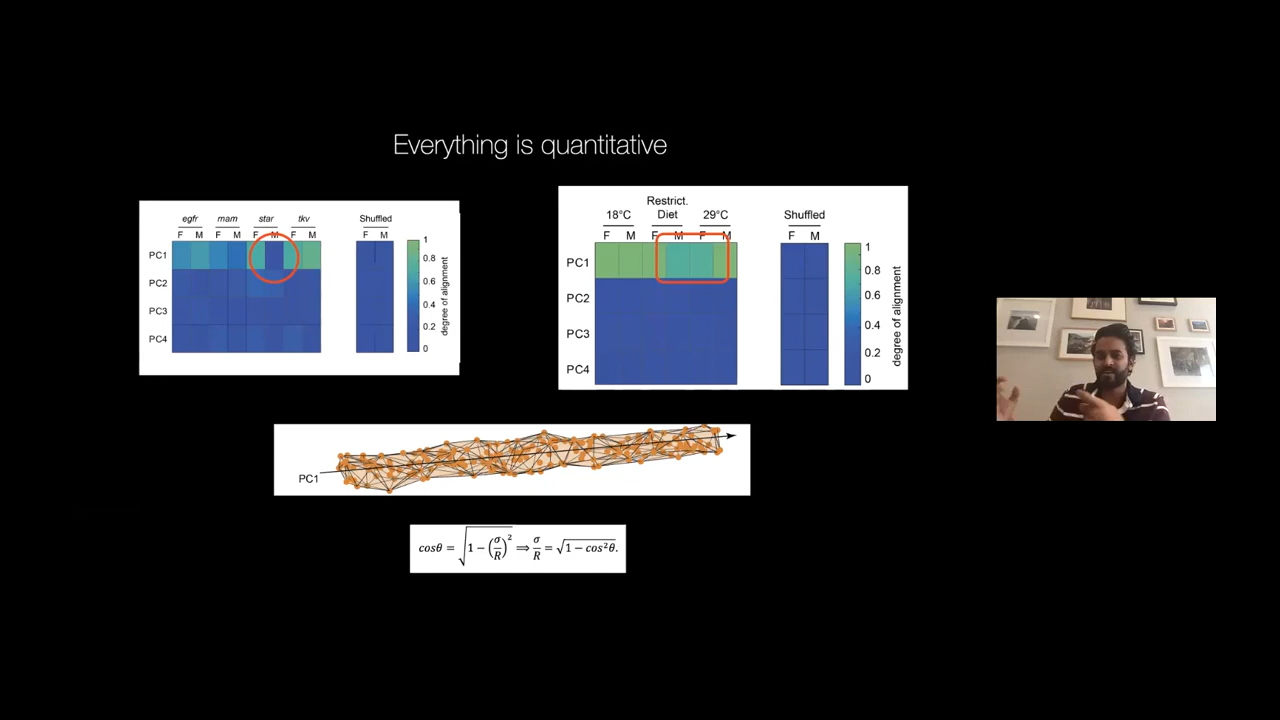 Everything is quantitative
egfr mam star tkv Shuffled
F M F M F M F M F M
PC1
PC2
PC3
PC4
1
0.8
0.6
0.4
0.2
0
degree of alignment
Restrict.
18°C Diet 29°C Shuffled
F M F M F M F M
PC1
PC2
PC3
PC4
1
0.8
0.6
0.4
0.2
0
degree of alignment
PC1
cosθ = √1 − (σ/R)² ⟹ σ/R = √1 − cos²θ.